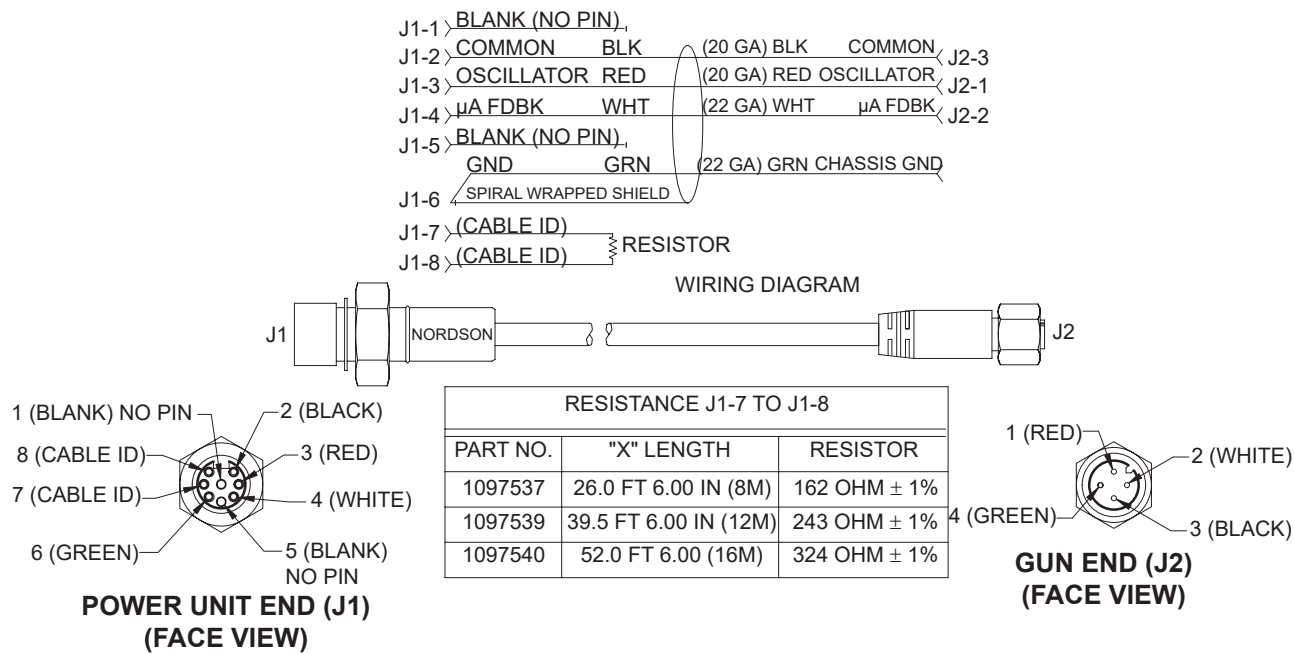 J1-1 BLANK (NO PIN)
J1-2 COMMON BLK (20 GA) BLK COMMON J2-3
J1-3 OSCILLATOR RED (20 GA) RED OSCILLATOR J2-1
J1-4 µA FDBK WHT (22 GA) WHT µA FDBK J2-2
J1-5 BLANK (NO PIN)
GND GRN (22 GA) GRN CHASSIS GND
J1-6 SPIRAL WRAPPED SHIELD
J1-7 (CABLE ID)
RESISTOR
J1-8 (CABLE ID)
WIRING DIAGRAM
J1 NORDSON J2
1 (BLANK) NO PIN
2 (BLACK)
8 (CABLE ID)
3 (RED)
7 (CABLE ID)
4 (WHITE)
6 (GREEN)
5 (BLANK)
NO PIN
POWER UNIT END (J1)
(FACE VIEW)
RESISTANCE J1-7 TO J1-8
PART NO. "X" LENGTH RESISTOR
1097537 26.0 FT 6.00 IN (8M) 162 OHM ± 1%
1097539 39.5 FT 6.00 IN (12M) 243 OHM ± 1%
1097540 52.0 FT 6.00 (16M) 324 OHM ± 1%
1 (RED)
2 (WHITE)
4 (GREEN)
3 (BLACK)
GUN END (J2)
(FACE VIEW)